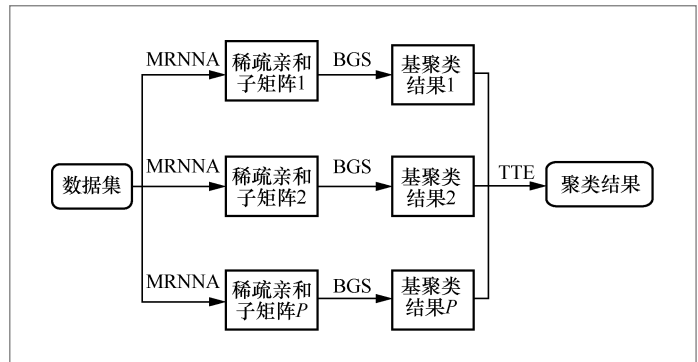 MRNNA
稀疏亲和
子矩阵1
BGS
基聚类
结果1
数据集
MRNNA
稀疏亲和
子矩阵2
BGS
基聚类
结果2
TTE
聚类结果
MRNNA
稀疏亲和
子矩阵P
BGS
基聚类
结果P